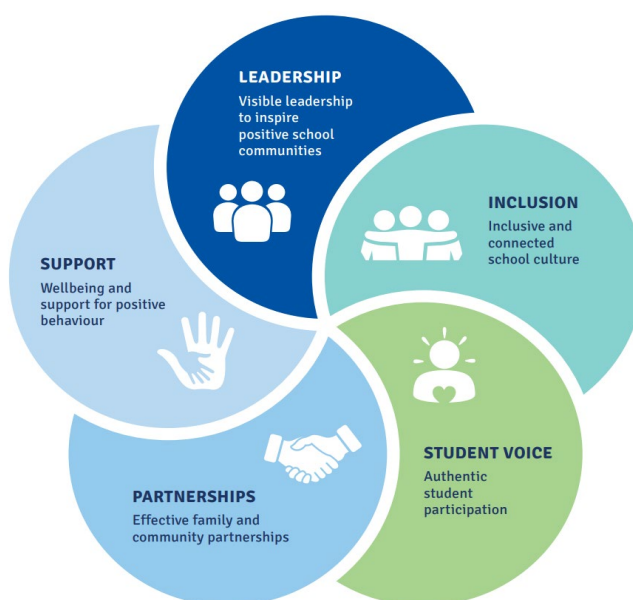 LEADERSHIP
Visible leadership
to inspire
positive school
communities
INCLUSION
Inclusive and
connected
school culture
STUDENT VOICE
Authentic
student
participation
PARTNERSHIPS
Effective family and
community partnerships
SUPPORT
Wellbeing and
support for positive
behaviour